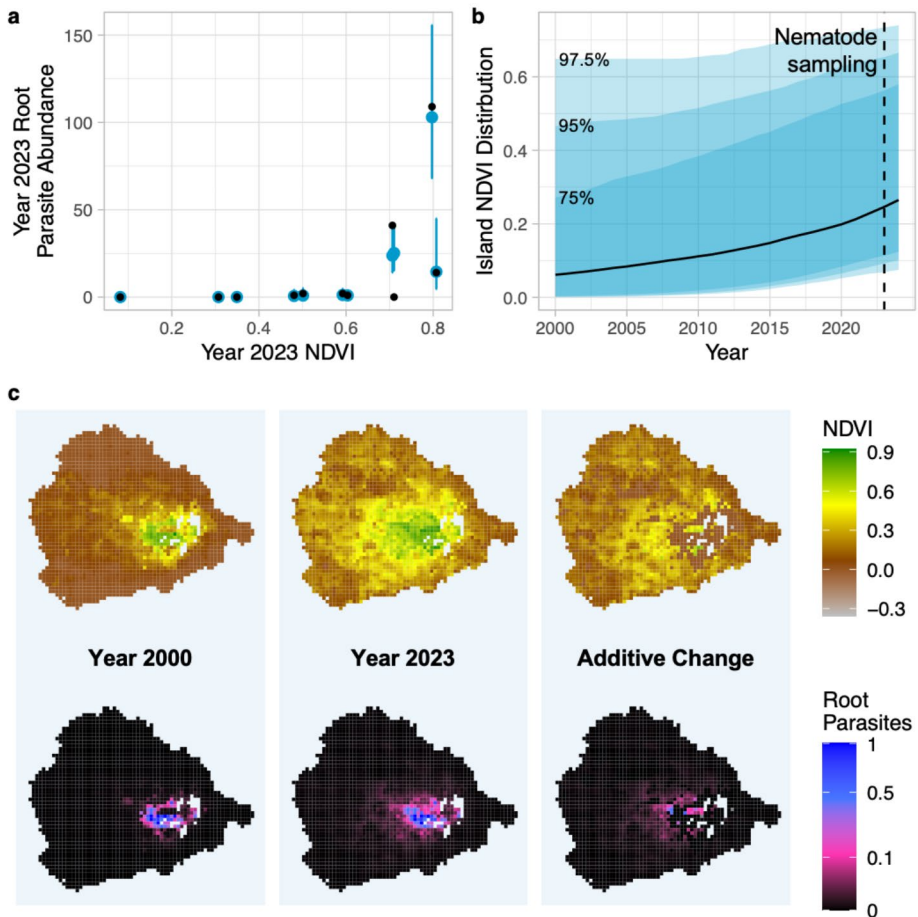 a
Year 2023 Root
Parasite Abundance
150
100
50
0
0.2
0.4
0.6
0.8
Year 2023 NDVI
b
Island NDVI Distirbution
0.6
0.4
0.2
0.0
97.5%
95%
75%
Nematode
sampling
2000
2005
2010
2015
2020
Year
c
NDVI
0.9
0.6
0.3
0.0
−0.3
Year 2000
Year 2023
Additive Change
Root
Parasites
1
0.5
0.1
0